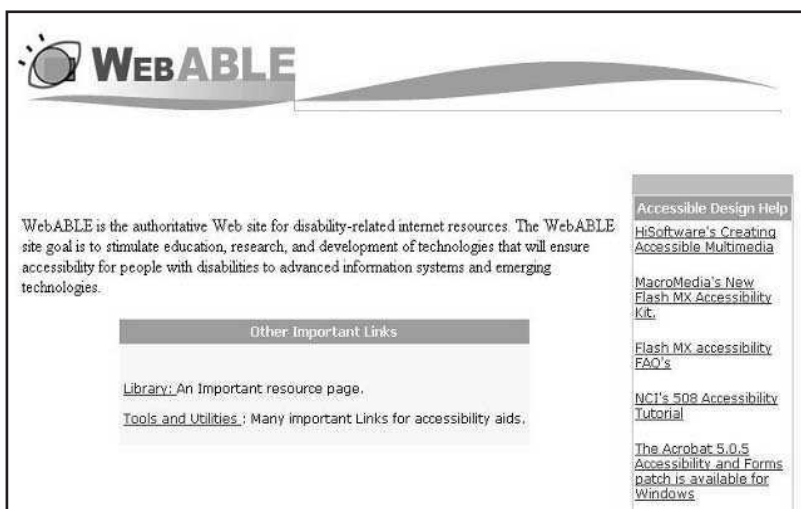 WEBABLE
WebABLE is the authoritative Web site for disability-related internet resources. The WebABLE
site goal is to stimulate education, research, and development of technologies that will ensure
accessibility for people with disabilities to advanced information systems and emerging
technologies.
Other Important Links
Library: An Important resource page.
Tools and Utilities : Many important Links for accessibility aids.
Accessible Design Help
HiSoftware's Creating
Accessible Multimedia
MacroMedia's New
Flash MX Accessibility
Kit.
Flash MX accessibility
FAQ's
NCI's 508 Accessibility
Tutorial
The Acrobat 5.0.5
Accessibility and Forms
patch is available for
Windows